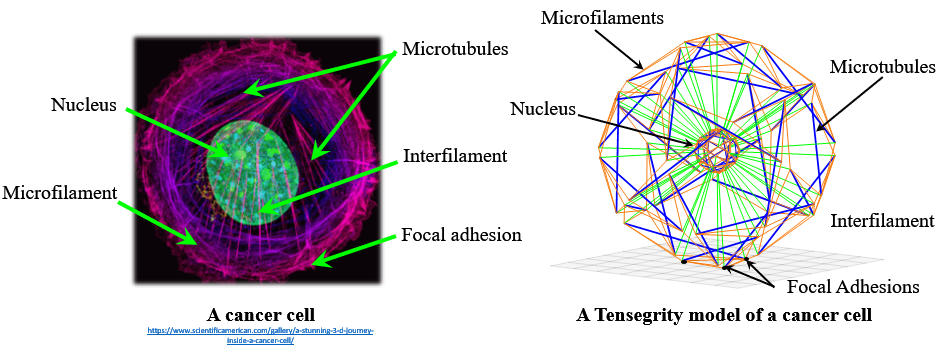 Microtubules
Nucleus
Interfilament
Microfilament
Focal adhesion
A cancer cell
https://www.scientificamerican.com/gallery/a-stunning-3-d-journey-
inside-a-cancer-cell/
Microfilaments
Microtubules
Nucleus
Interfilament
Focal Adhesions
A Tensegrity model of a cancer cell